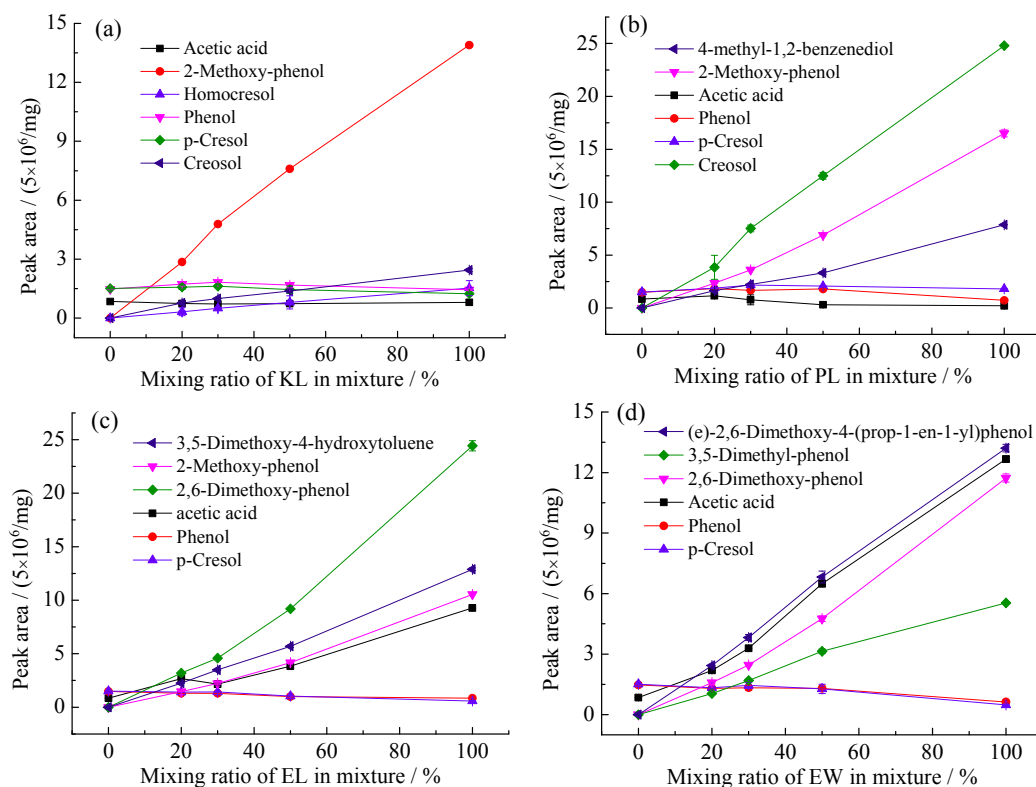 (a)
Acetic acid
2-Methoxy-phenol
Homocresol
Phenol
p-Cresol
Creosol
15
12
9
6
3
0
Peak area / (5×10⁶/mg)
0 20 40 60 80 100
Mixing ratio of KL in mixture / %
(b)
4-methyl-1,2-benzenediol
2-Methoxy-phenol
Acetic acid
Phenol
p-Cresol
Creosol
25
20
15
10
5
0
Peak area / (5×10⁶/mg)
0 20 40 60 80 100
Mixing ratio of PL in mixture / %
(c)
3,5-Dimethoxy-4-hydroxytoluene
2-Methoxy-phenol
2,6-Dimethoxy-phenol
acetic acid
Phenol
p-Cresol
25
20
15
10
5
0
Peak area / (5×10⁶/mg)
0 20 40 60 80 100
Mixing ratio of EL in mixture / %
(d)
(e)-2,6-Dimethoxy-4-(prop-1-en-1-yl)phenol
3,5-Dimethyl-phenol
2,6-Dimethoxy-phenol
Acetic acid
Phenol
p-Cresol
15
12
9
6
3
0
Peak area / (5×10⁶/mg)
0 20 40 60 80 100
Mixing ratio of EW in mixture / %